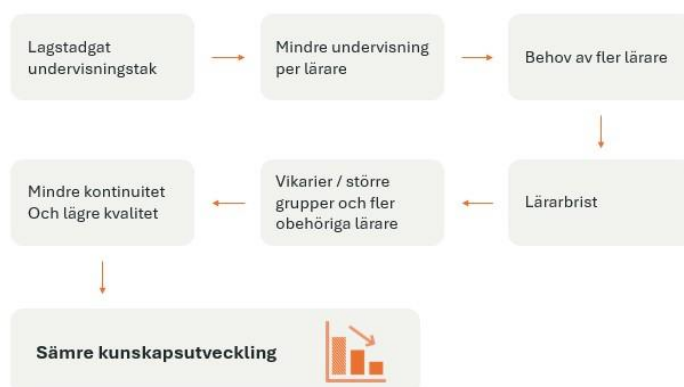 Lagstadgat
undervisningstak
Mindre undervisning
per lärare
Behov av fler lärare
Lärarbrist
Vikarier / större
grupper och fler
obehöriga lärare
Mindre kontinuitet
Och lägre kvalitet
Sämre kunskapsutveckling